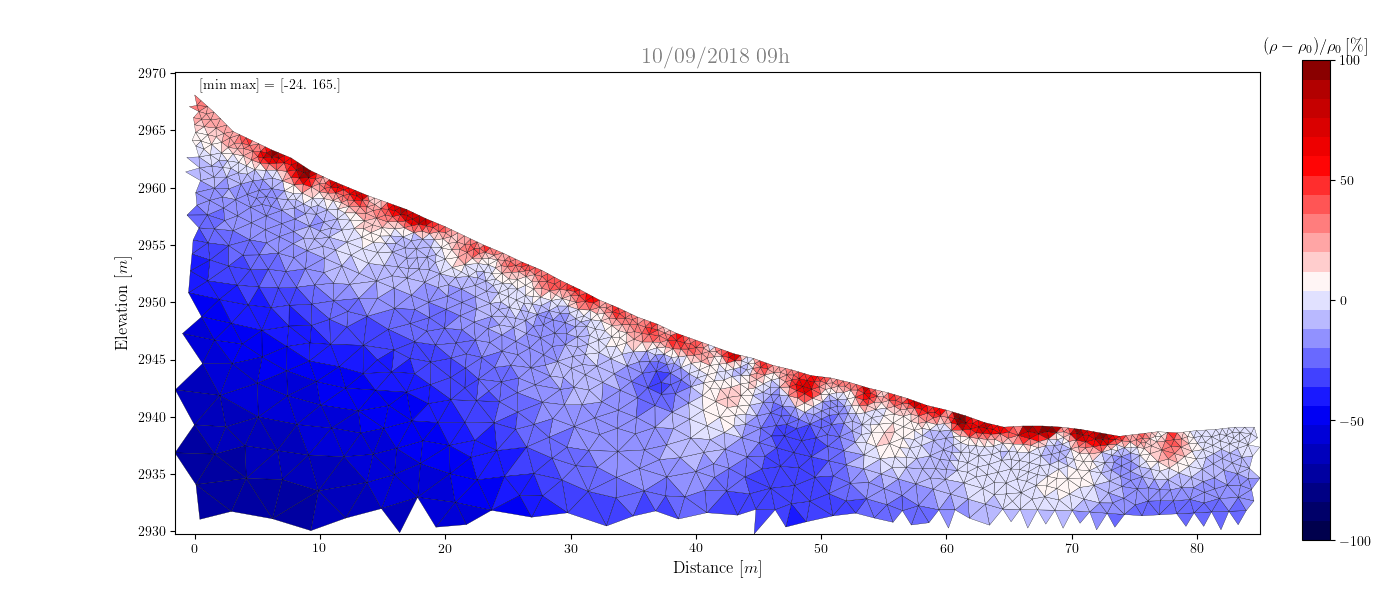 10/09/2018 09h
(ρ − ρ₀)/ρ₀ [%]
[min max] = [-24. 165.]
2970
2965
2960
2955
2950
2945
2940
2935
2930
Elevation [m]
0 10 20 30 40 50 60 70 80
Distance [m]
100
50
0
−50
−100